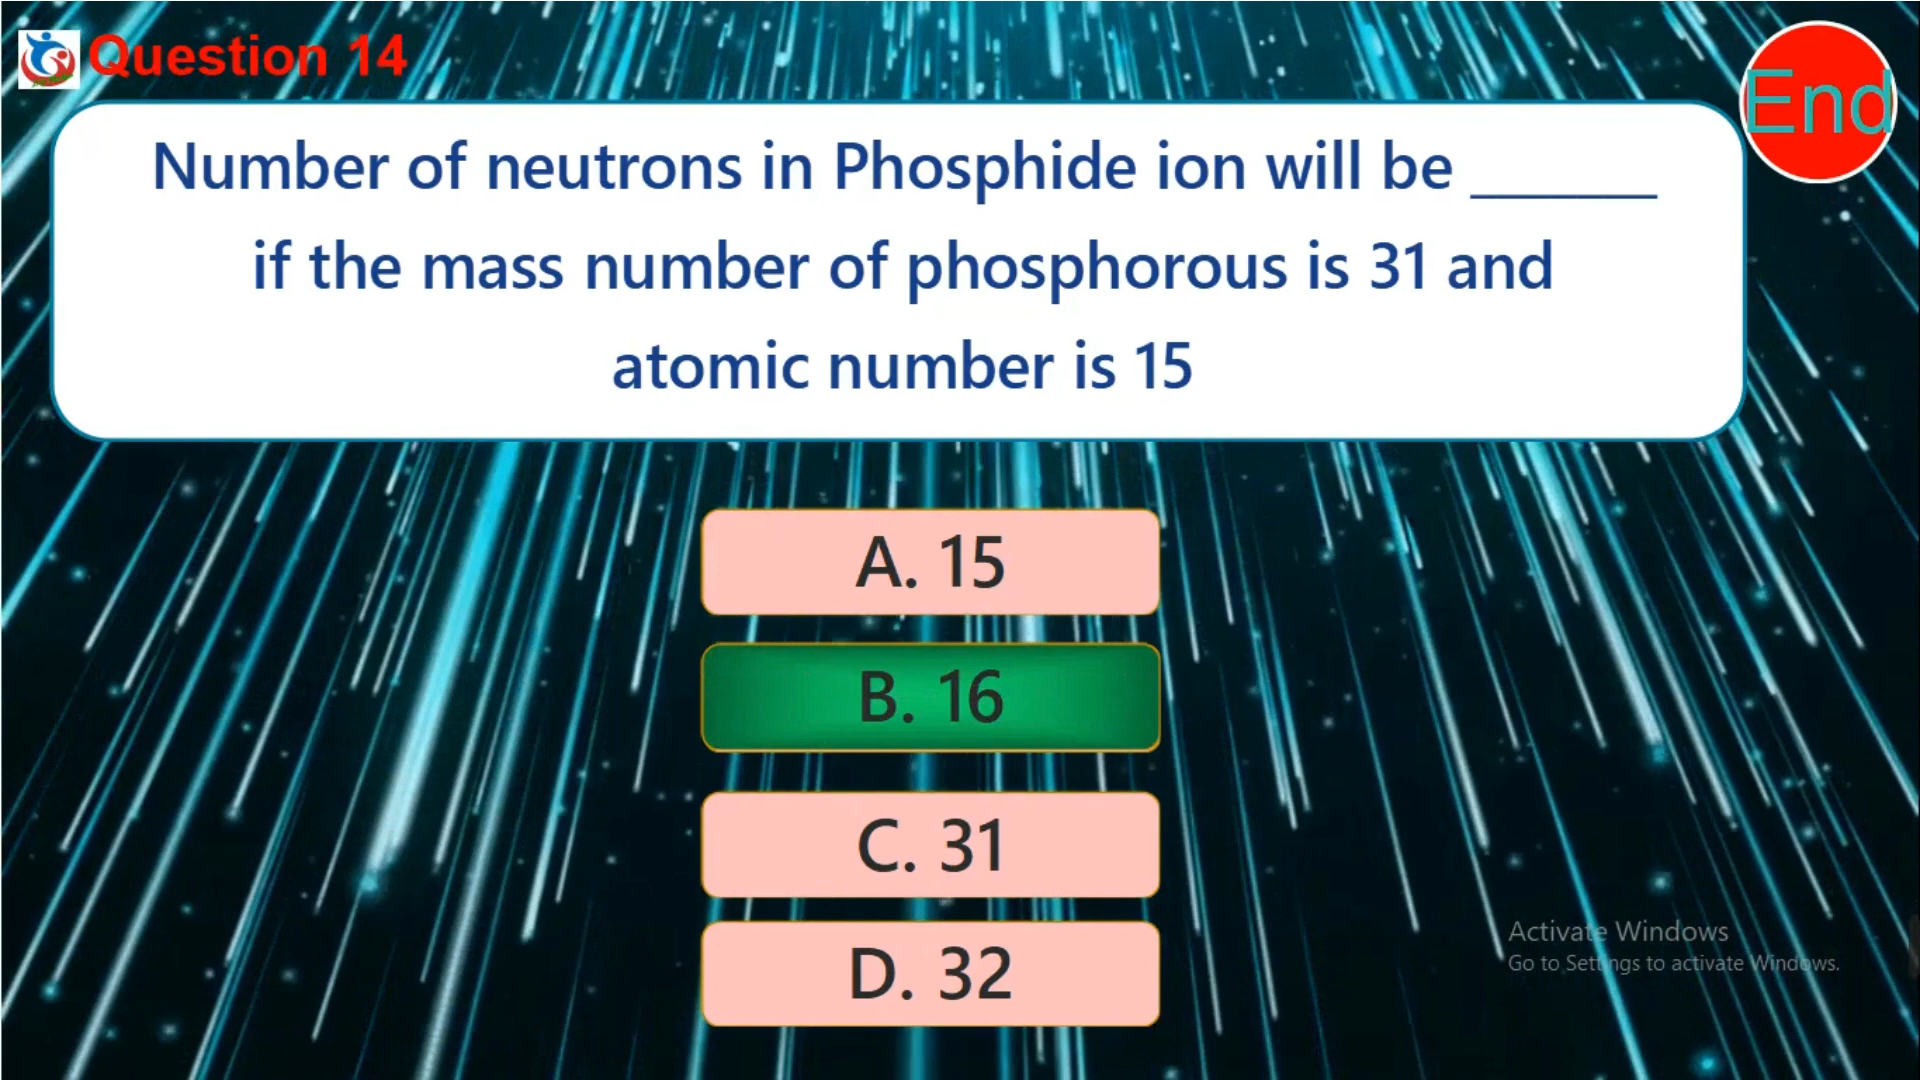 Question 14
End
Number of neutrons in Phosphide ion will be ______
if the mass number of phosphorous is 31 and
atomic number is 15
A. 15
B. 16
C. 31
D. 32
Activate Windows
Go to Settings to activate Windows.